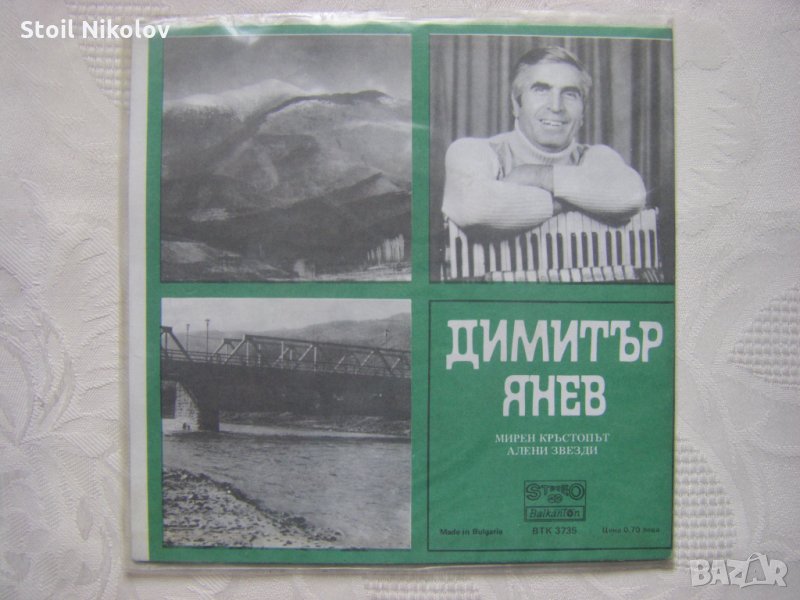 Stoil Nikolov
ДИМИТЪР
ЯНЕВ
МИРЕН КРЪСТОПЪТ
АЛЕНИ ЗВЕЗДИ
STEREO
Balkanton
Made in Bulgaria ВТК 3735 Цена 0,70 лева
BAZAR